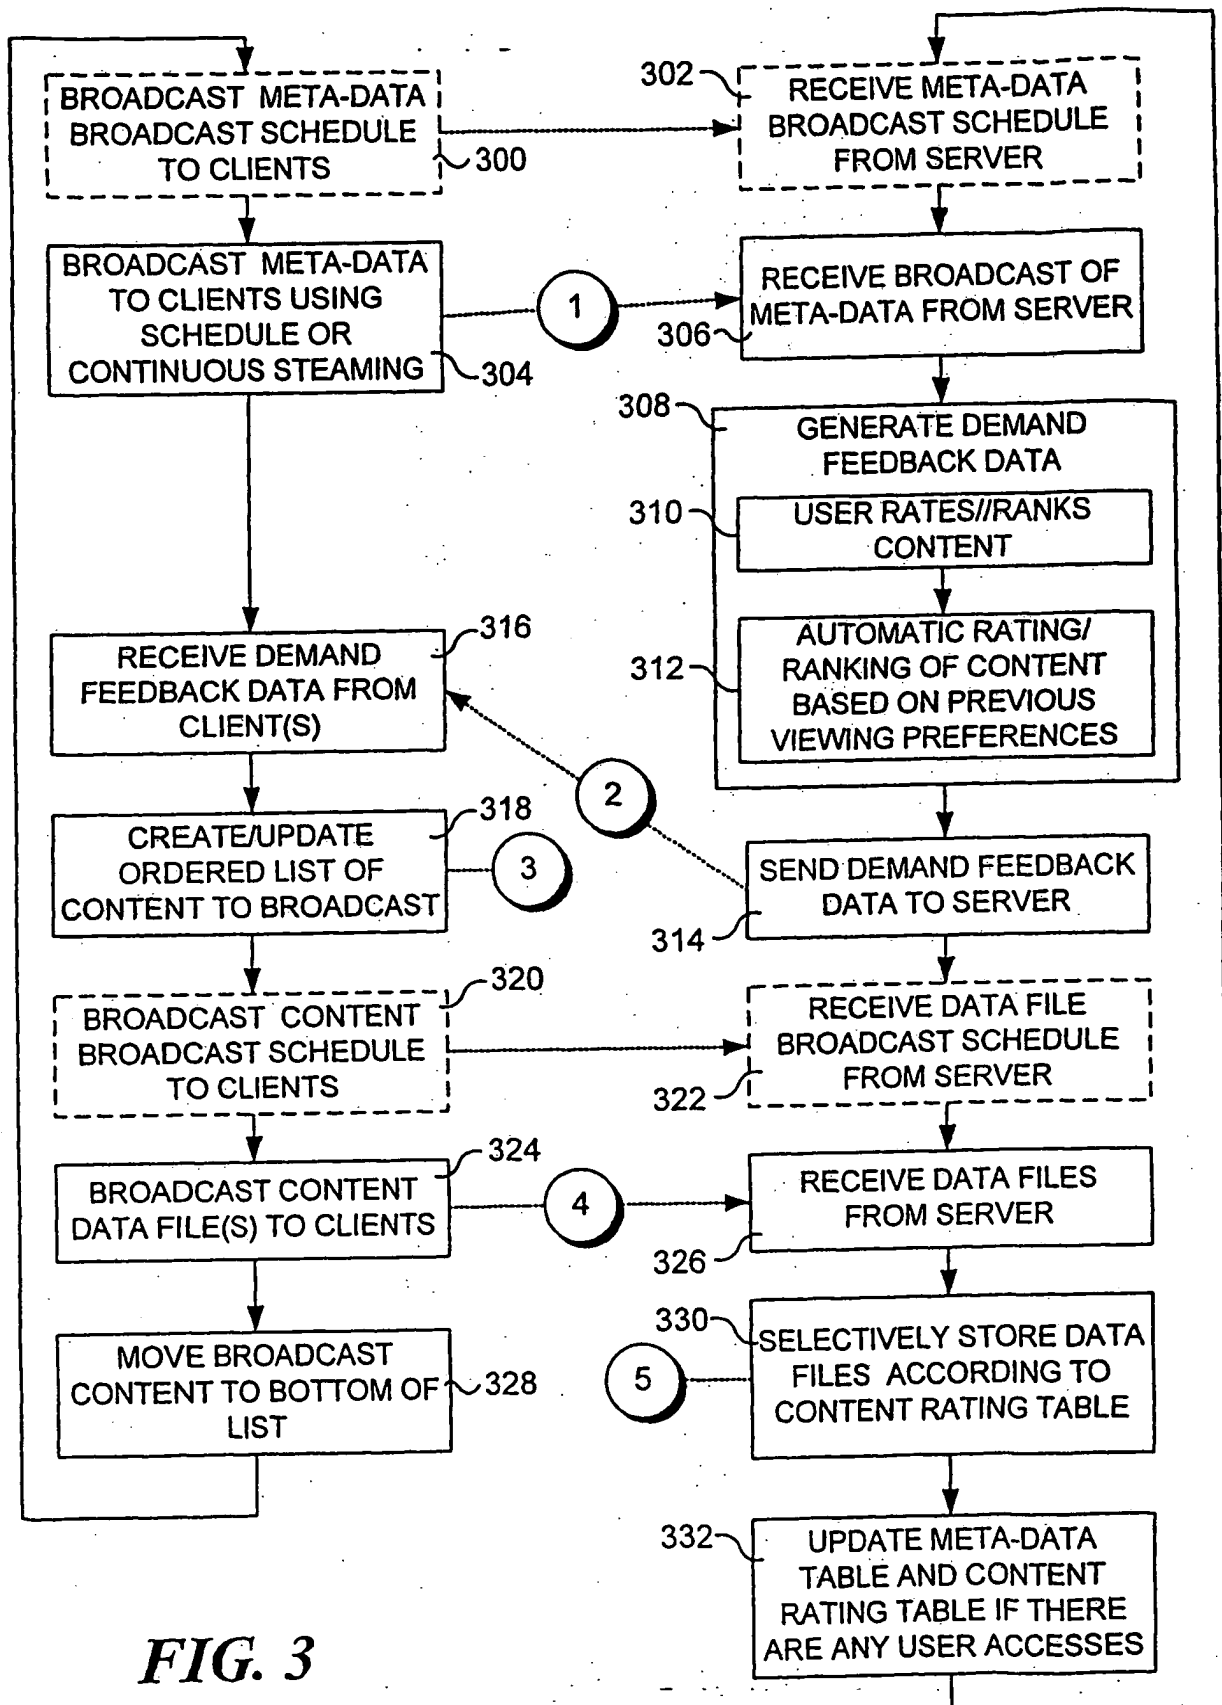 BROADCAST META-DATA
BROADCAST SCHEDULE
TO CLIENTS
300
302
RECEIVE META-DATA
BROADCAST SCHEDULE
FROM SERVER
BROADCAST META-DATA
TO CLIENTS USING
SCHEDULE OR
CONTINUOUS STEAMING
304
1
RECEIVE BROADCAST OF
META-DATA FROM SERVER
306
308
GENERATE DEMAND
FEEDBACK DATA
310
USER RATES//RANKS
CONTENT
312
AUTOMATIC RATING/
RANKING OF CONTENT
BASED ON PREVIOUS
VIEWING PREFERENCES
316
RECEIVE DEMAND
FEEDBACK DATA FROM
CLIENT(S)
2
318
CREATE/UPDATE
ORDERED LIST OF
CONTENT TO BROADCAST
3
SEND DEMAND FEEDBACK
DATA TO SERVER
314
320
BROADCAST CONTENT
BROADCAST SCHEDULE
TO CLIENTS
RECEIVE DATA FILE
BROADCAST SCHEDULE
FROM SERVER
322
324
BROADCAST CONTENT
DATA FILE(S) TO CLIENTS
4
RECEIVE DATA FILES
FROM SERVER
326
MOVE BROADCAST
CONTENT TO BOTTOM OF
LIST
328
330
SELECTIVELY STORE DATA
FILES ACCORDING TO
CONTENT RATING TABLE
5
332
UPDATE META-DATA
TABLE AND CONTENT
RATING TABLE IF THERE
ARE ANY USER ACCESSES
FIG. 3